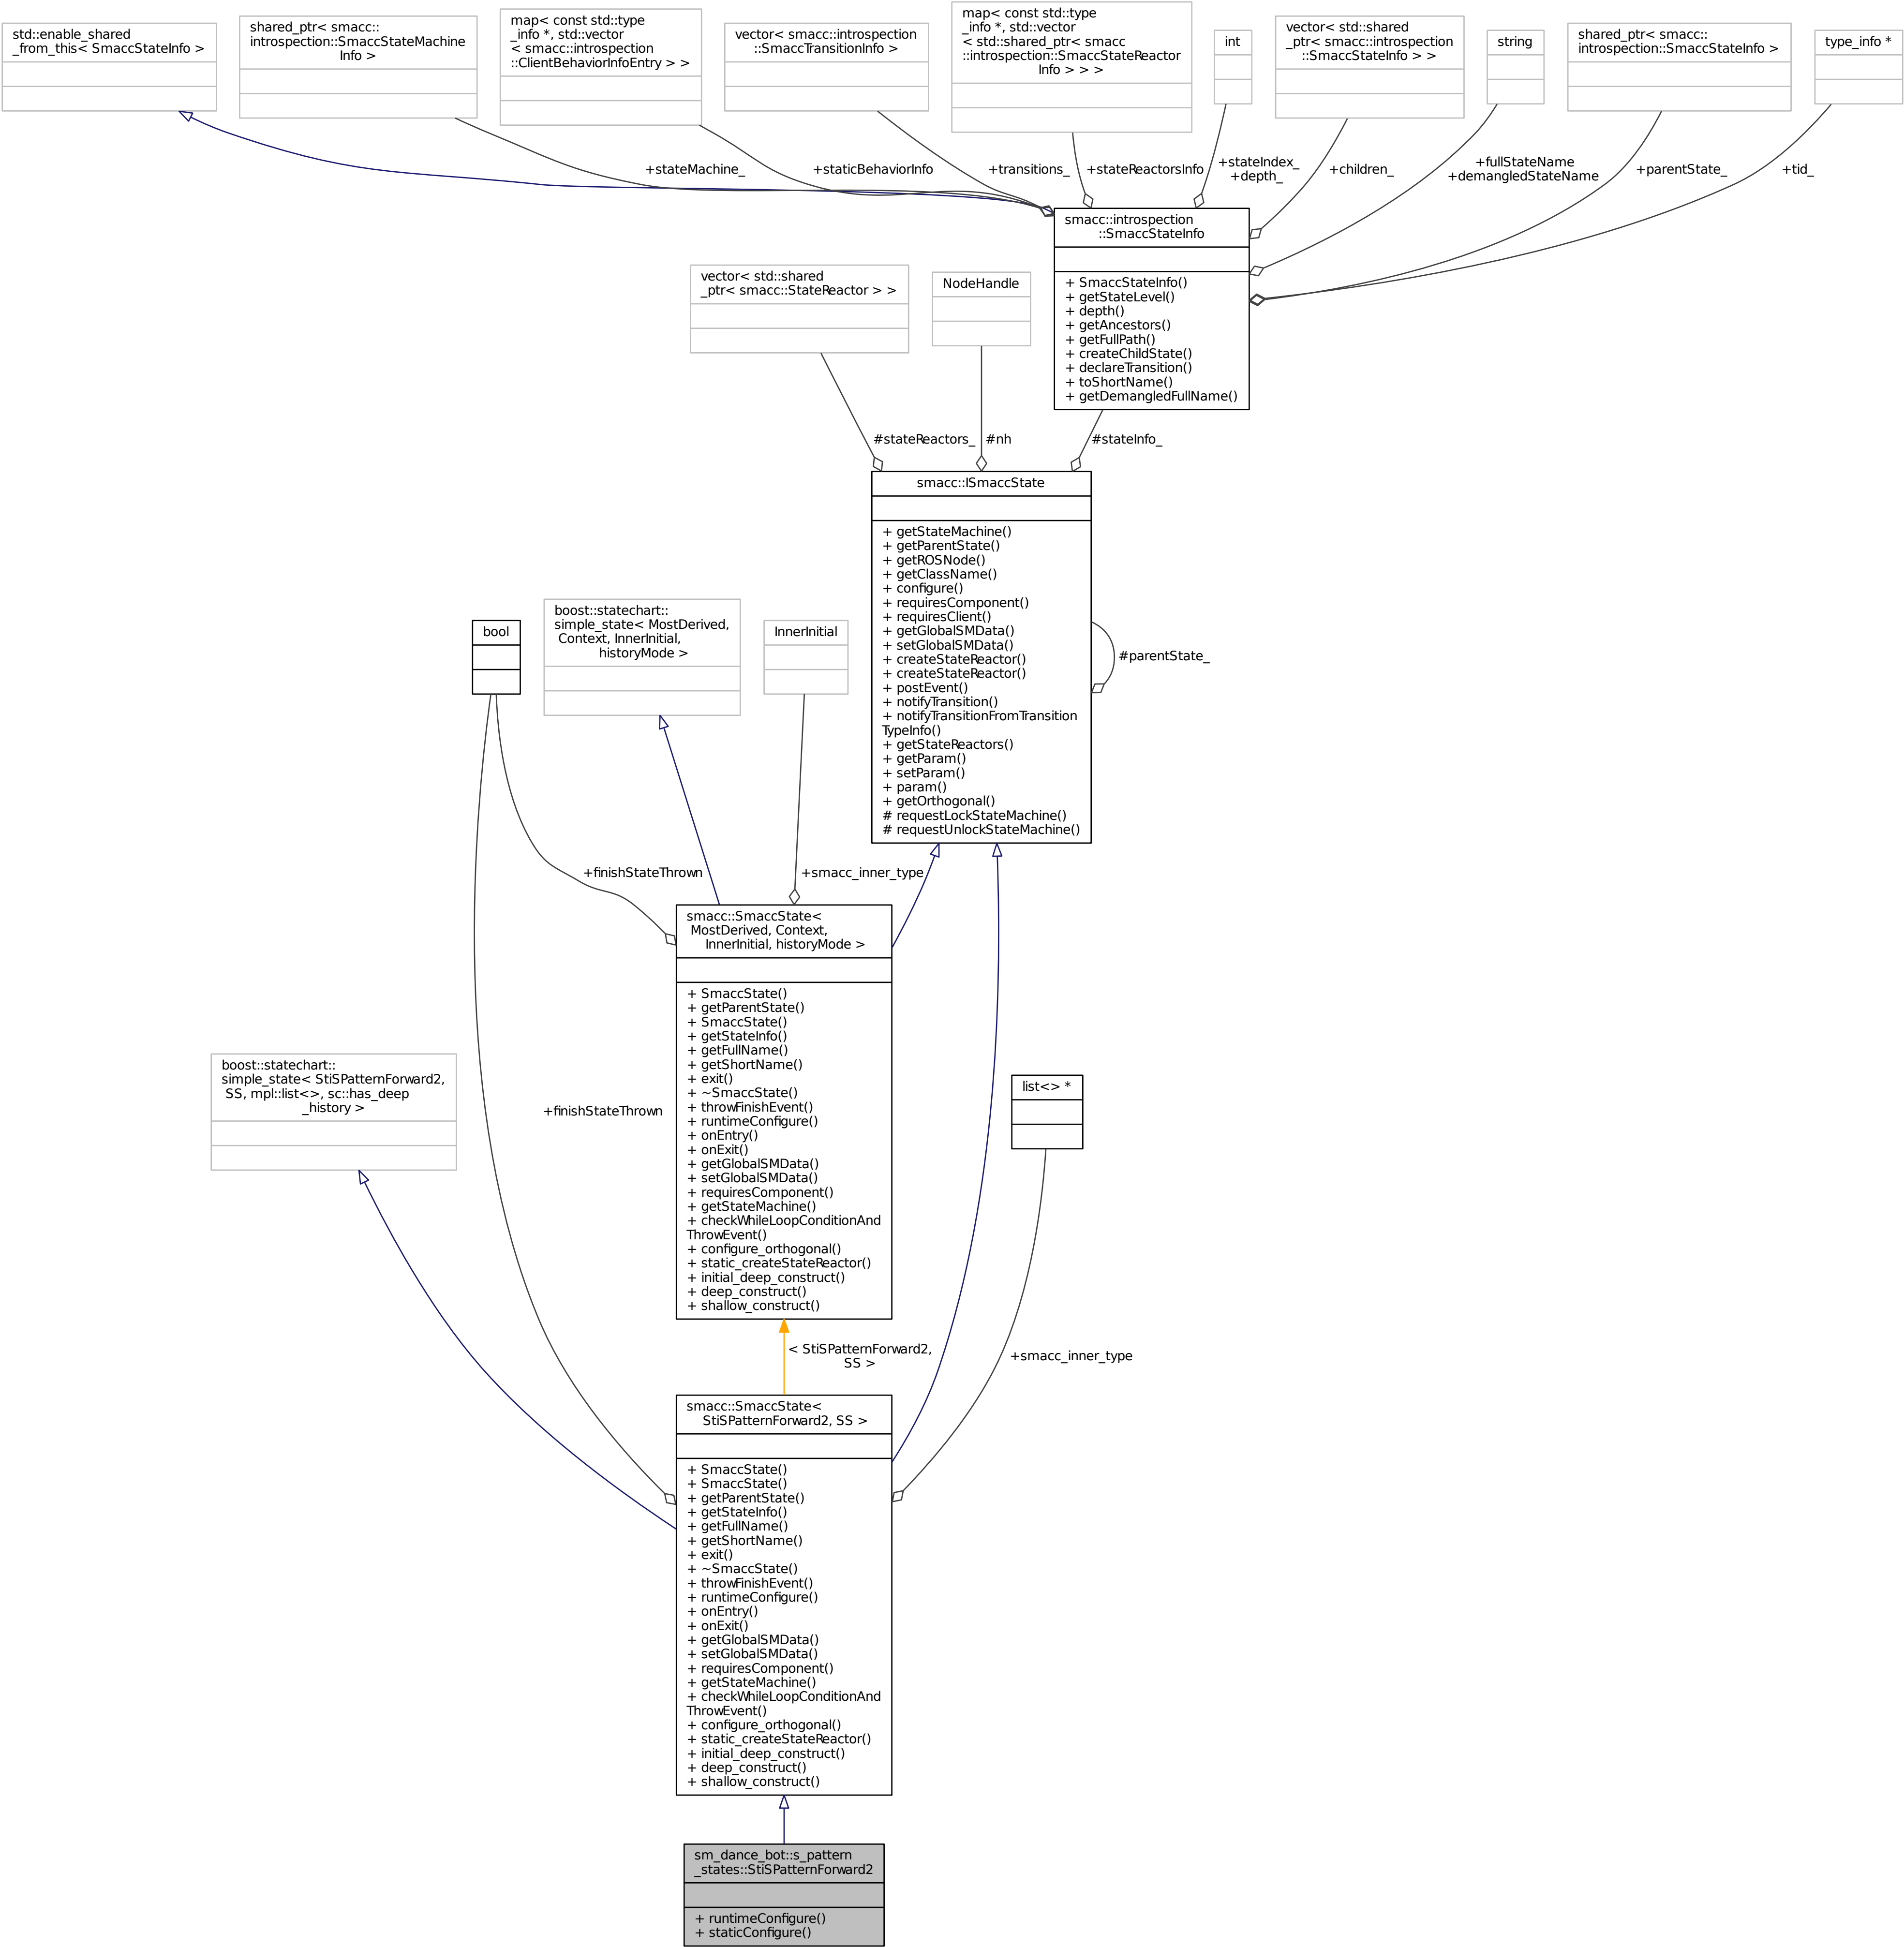 std::enable_shared
_from_this< SmaccStateInfo >
shared_ptr< smacc::
introspection::SmaccStateMachine
Info >
map< const std::type
_info *, std::vector
< smacc::introspection
::ClientBehaviorInfoEntry > >
vector< smacc::introspection
::SmaccTransitionInfo >
map< const std::type
_info *, std::vector
< std::shared_ptr< smacc
::introspection::SmaccStateReactor
Info > > >
int
vector< std::shared
_ptr< smacc::introspection
::SmaccStateInfo > >
string
shared_ptr< smacc::
introspection::SmaccStateInfo >
type_info *
+stateMachine_
+staticBehaviorInfo
+transitions_
+stateReactorsInfo
+stateIndex_
+depth_
+children_
+fullStateName
+demangledStateName
+parentState_
+tid_
smacc::introspection
::SmaccStateInfo
+ SmaccStateInfo()
+ getStateLevel()
+ depth()
+ getAncestors()
+ getFullPath()
+ createChildState()
+ declareTransition()
+ toShortName()
+ getDemangledFullName()
vector< std::shared
_ptr< smacc::StateReactor > >
NodeHandle
#stateReactors_
#nh
#stateInfo_
smacc::ISmaccState
+ getStateMachine()
+ getParentState()
+ getROSNode()
+ getClassName()
+ configure()
+ requiresComponent()
+ requiresClient()
+ getGlobalSMData()
+ setGlobalSMData()
+ createStateReactor()
+ createStateReactor()
+ postEvent()
+ notifyTransition()
+ notifyTransitionFromTransition
TypeInfo()
+ getStateReactors()
+ getParam()
+ setParam()
+ param()
+ getOrthogonal()
# requestLockStateMachine()
# requestUnlockStateMachine()
#parentState_
bool
boost::statechart::
simple_state< MostDerived,
Context, InnerInitial,
historyMode >
InnerInitial
+finishStateThrown
+smacc_inner_type
smacc::SmaccState<
MostDerived, Context,
InnerInitial, historyMode >
+ SmaccState()
+ getParentState()
+ SmaccState()
+ getStateInfo()
+ getFullName()
+ getShortName()
+ exit()
+ ~SmaccState()
+ throwFinishEvent()
+ runtimeConfigure()
+ onEntry()
+ onExit()
+ getGlobalSMData()
+ setGlobalSMData()
+ requiresComponent()
+ getStateMachine()
+ checkWhileLoopConditionAnd
ThrowEvent()
+ configure_orthogonal()
+ static_createStateReactor()
+ initial_deep_construct()
+ deep_construct()
+ shallow_construct()
boost::statechart::
simple_state< StiSPatternForward2,
SS, mpl::list<>, sc::has_deep
_history >
+finishStateThrown
list<> *
< StiSPatternForward2,
SS >
+smacc_inner_type
smacc::SmaccState<
StiSPatternForward2, SS >
+ SmaccState()
+ SmaccState()
+ getParentState()
+ getStateInfo()
+ getFullName()
+ getShortName()
+ exit()
+ ~SmaccState()
+ throwFinishEvent()
+ runtimeConfigure()
+ onEntry()
+ onExit()
+ getGlobalSMData()
+ setGlobalSMData()
+ requiresComponent()
+ getStateMachine()
+ checkWhileLoopConditionAnd
ThrowEvent()
+ configure_orthogonal()
+ static_createStateReactor()
+ initial_deep_construct()
+ deep_construct()
+ shallow_construct()
sm_dance_bot::s_pattern
_states::StiSPatternForward2
+ runtimeConfigure()
+ staticConfigure()